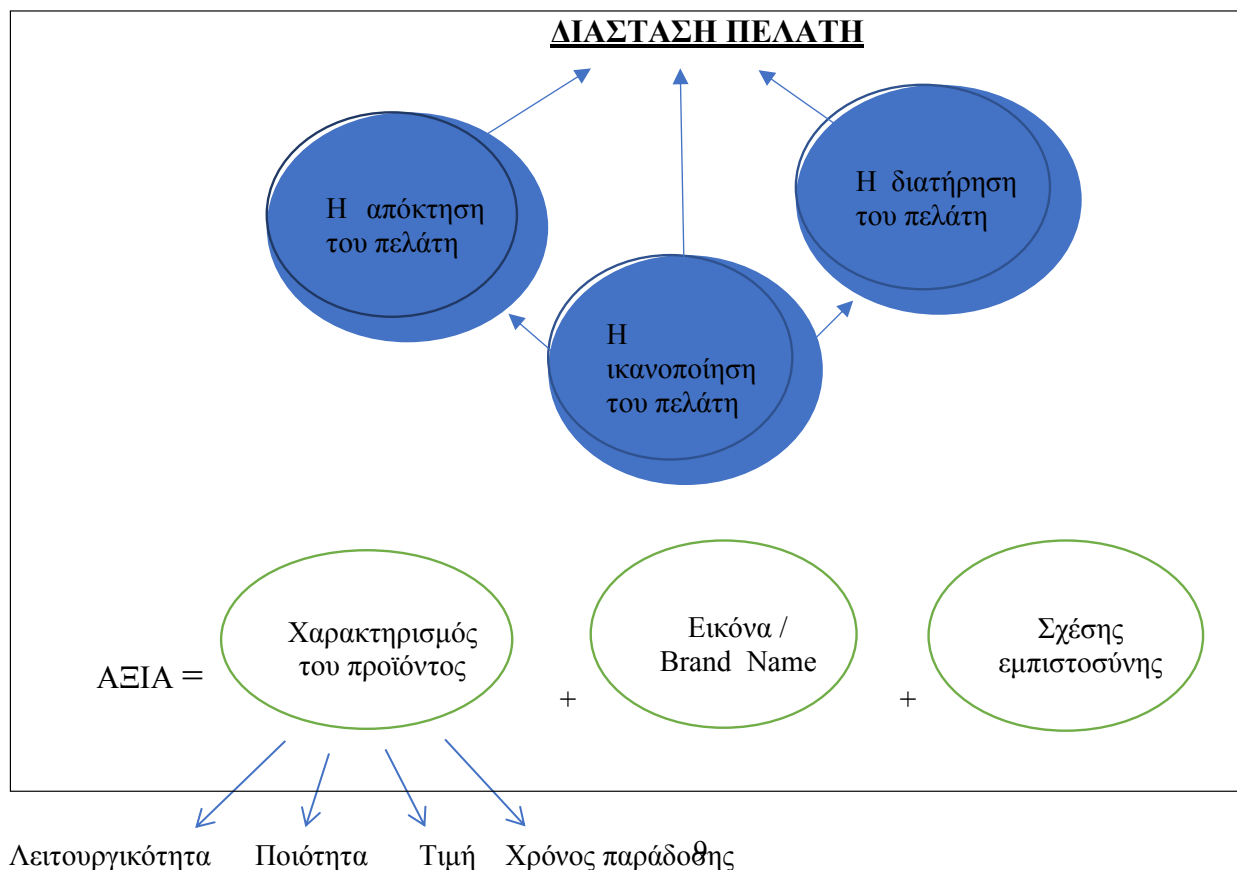 ΔΙΑΣΤΑΣΗ ΠΕΛΑΤΗ
Η απόκτηση
του πελάτη
Η διατήρηση
του πελάτη
Η
ικανοποίηση
του πελάτη
ΑΞΙΑ =
Χαρακτηρισμός
του προϊόντος
+
Εικόνα /
Brand Name
+
Σχέσης
εμπιστοσύνης
Λειτουργικότητα
Ποιότητα
Τιμή
Χρόνος παράδοσης
9